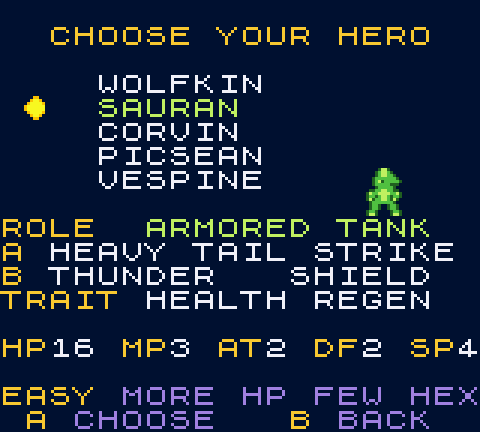 CHOOSE YOUR HERO
WOLFKIN
SAURAN
CORVIN
PICSEAN
VESPINE
ROLE ARMORED TANK
A HEAVY TAIL STRIKE
B THUNDER SHIELD
TRAIT HEALTH REGEN
HP16 MP3 AT2 DF2 SP4
EASY MORE HP FEW HEX
A CHOOSE B BACK